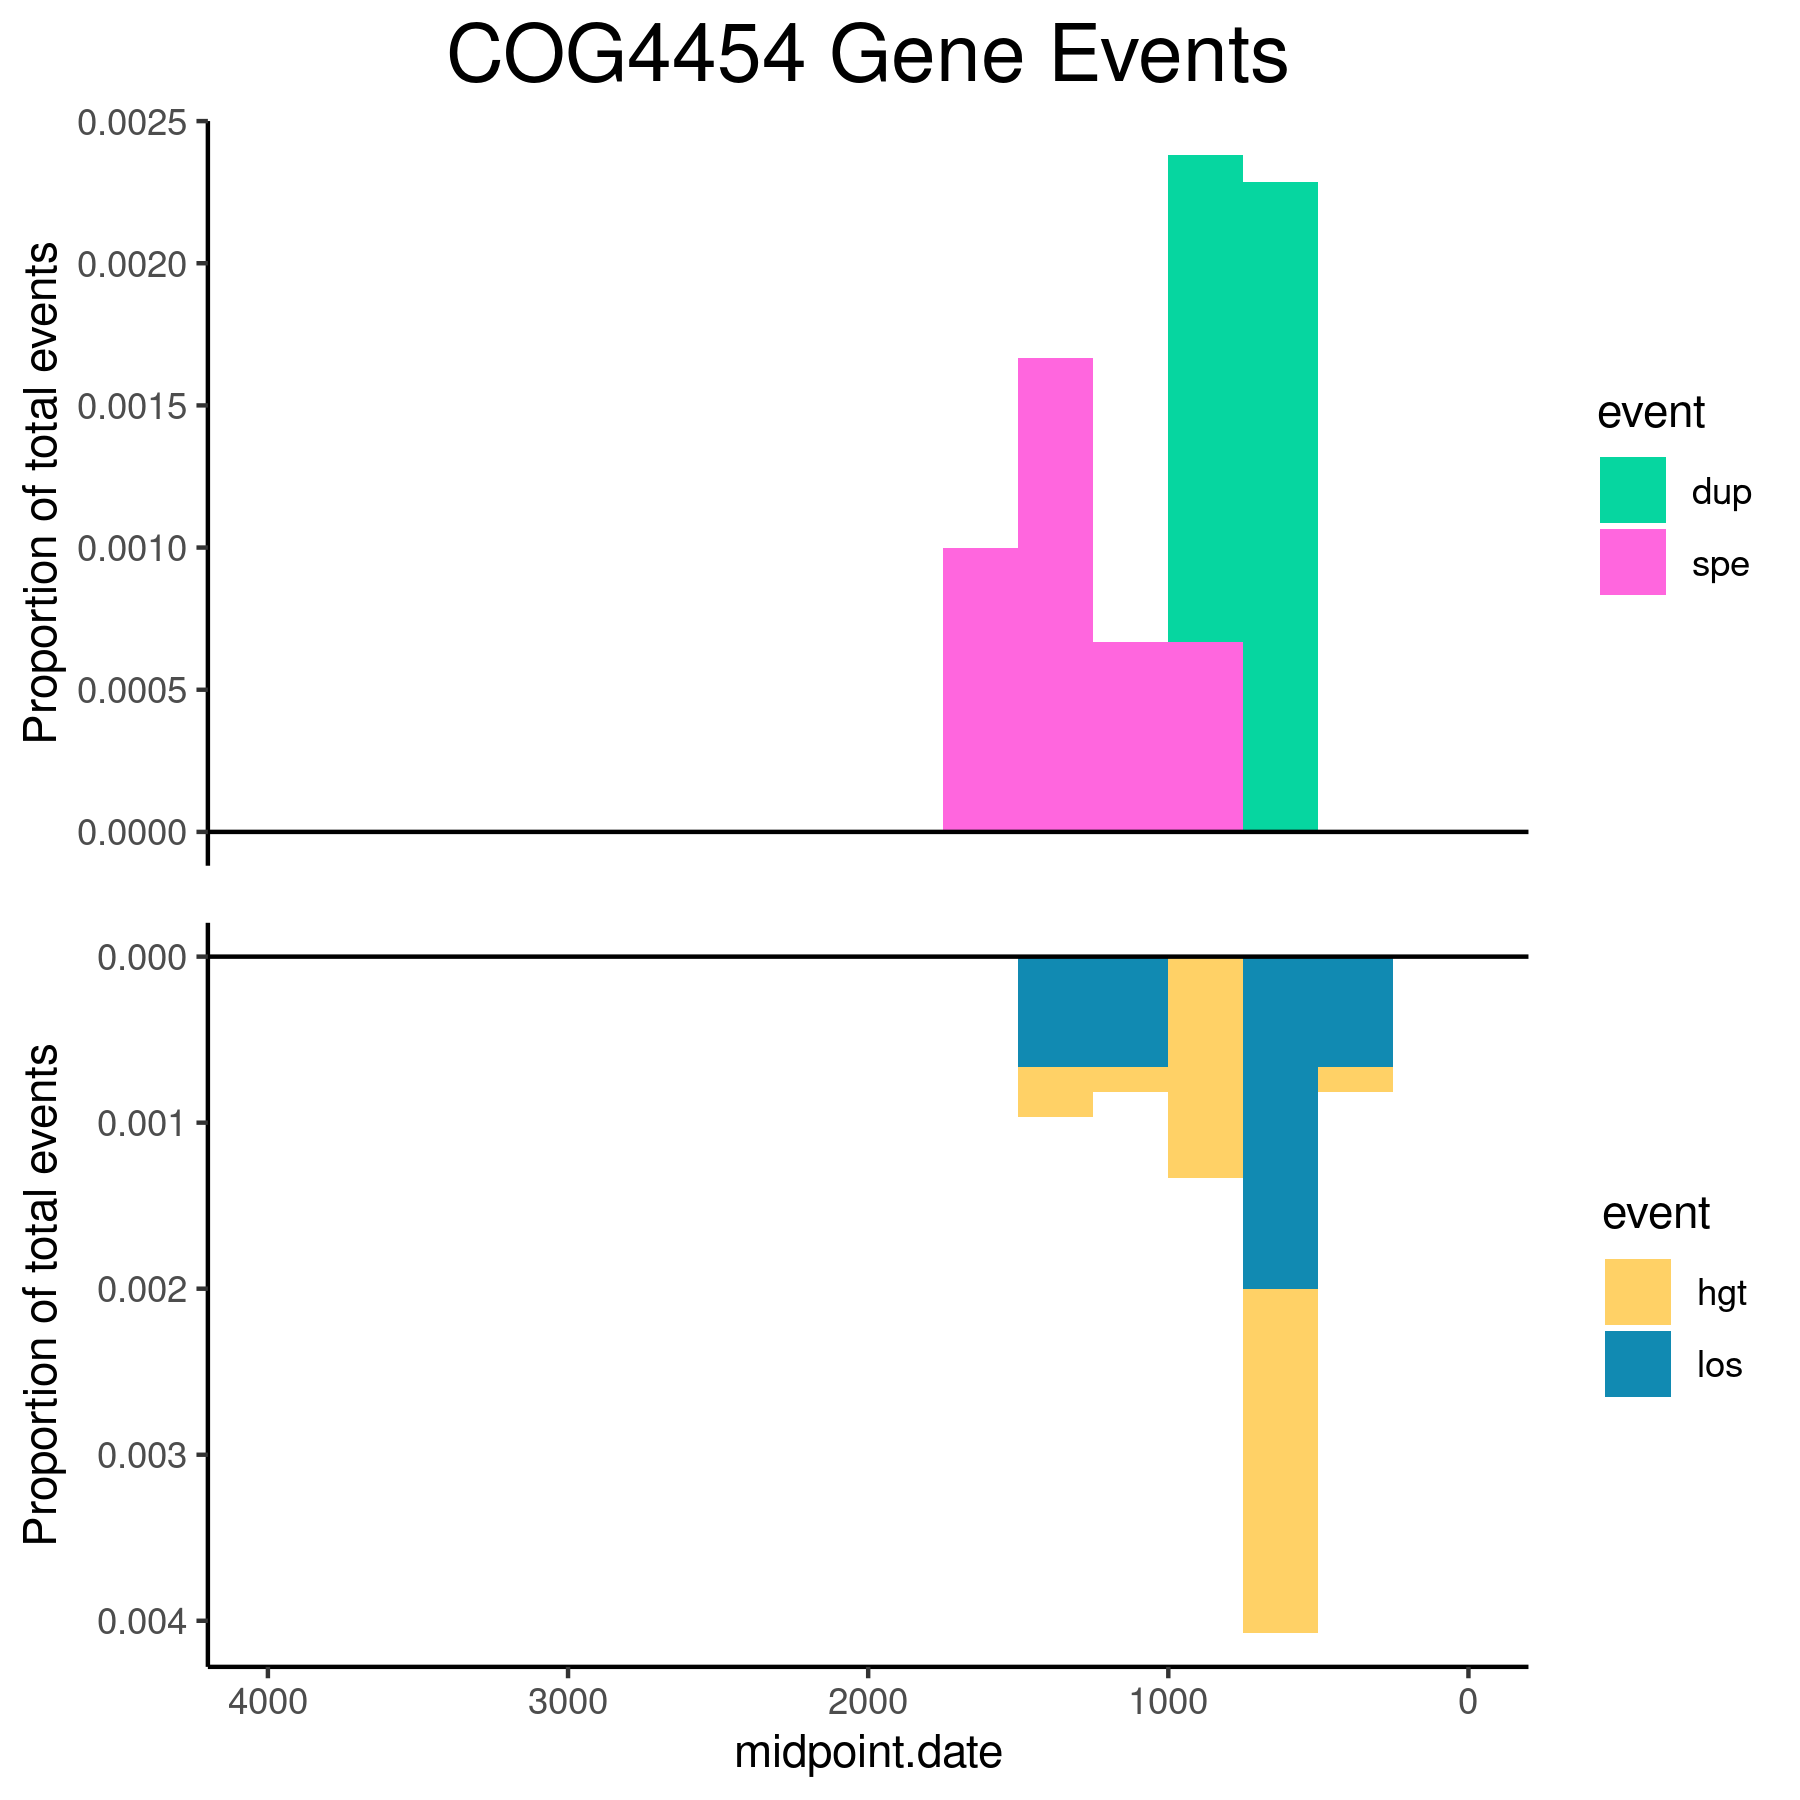 COG4454 Gene Events
Proportion of total events
0.0025
0.0020
0.0015
0.0010
0.0005
0.0000
event
dup
spe
Proportion of total events
0.000
0.001
0.002
0.003
0.004
event
hgt
los
4000 3000 2000 1000 0
midpoint.date